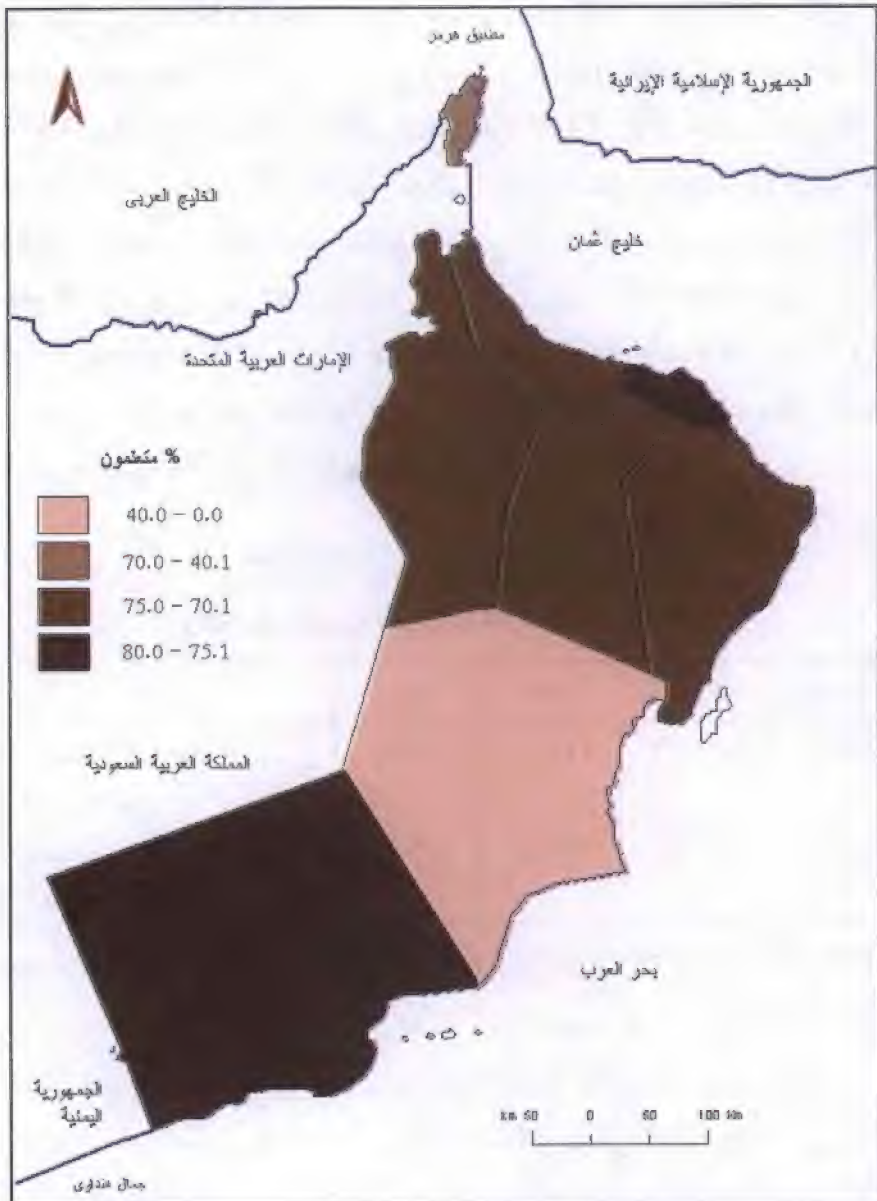 مضيق هرمز
الجمهورية الإسلامية الإيرانية
الخليج العربى
خليج عُمان
الإمارات العربية المتحدة
% متعلمون
40.0 – 0.0
70.0 – 40.1
75.0 – 70.1
80.0 – 75.1
المملكة العربية السعودية
بحر العرب
الجمهورية
اليمنية
km 50 0 50 100 Km
جمال هنداوى